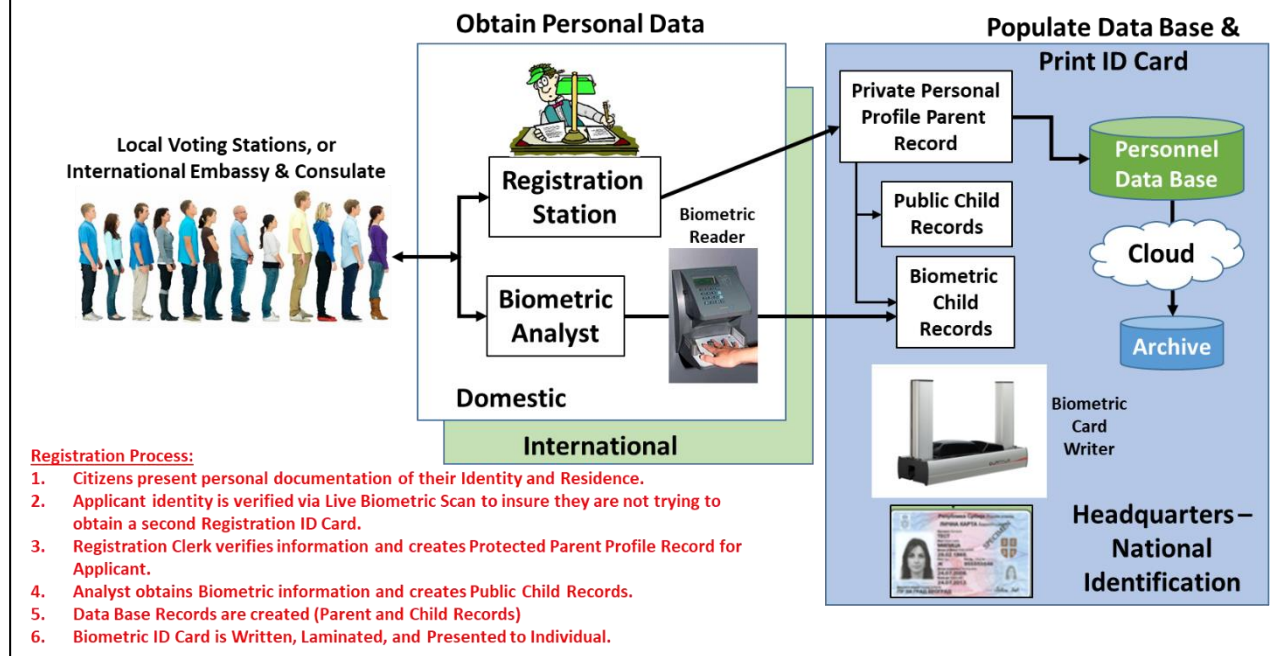 Obtain Personal Data
Populate Data Base &
Print ID Card
Local Voting Stations, or
International Embassy & Consulate
Registration
Station
Biometric
Analyst
Biometric
Reader
Domestic
International
Private Personal
Profile Parent
Record
Public Child
Records
Biometric
Child
Records
Personnel
Data Base
Cloud
Archive
Biometric
Card
Writer
ЛИЧНА КАРТА
SPECIMEN
Headquarters –
National
Identification
Registration Process:
1. Citizens present personal documentation of their Identity and Residence.
2. Applicant identity is verified via Live Biometric Scan to insure they are not trying to
obtain a second Registration ID Card.
3. Registration Clerk verifies information and creates Protected Parent Profile Record for
Applicant.
4. Analyst obtains Biometric information and creates Public Child Records.
5. Data Base Records are created (Parent and Child Records)
6. Biometric ID Card is Written, Laminated, and Presented to Individual.